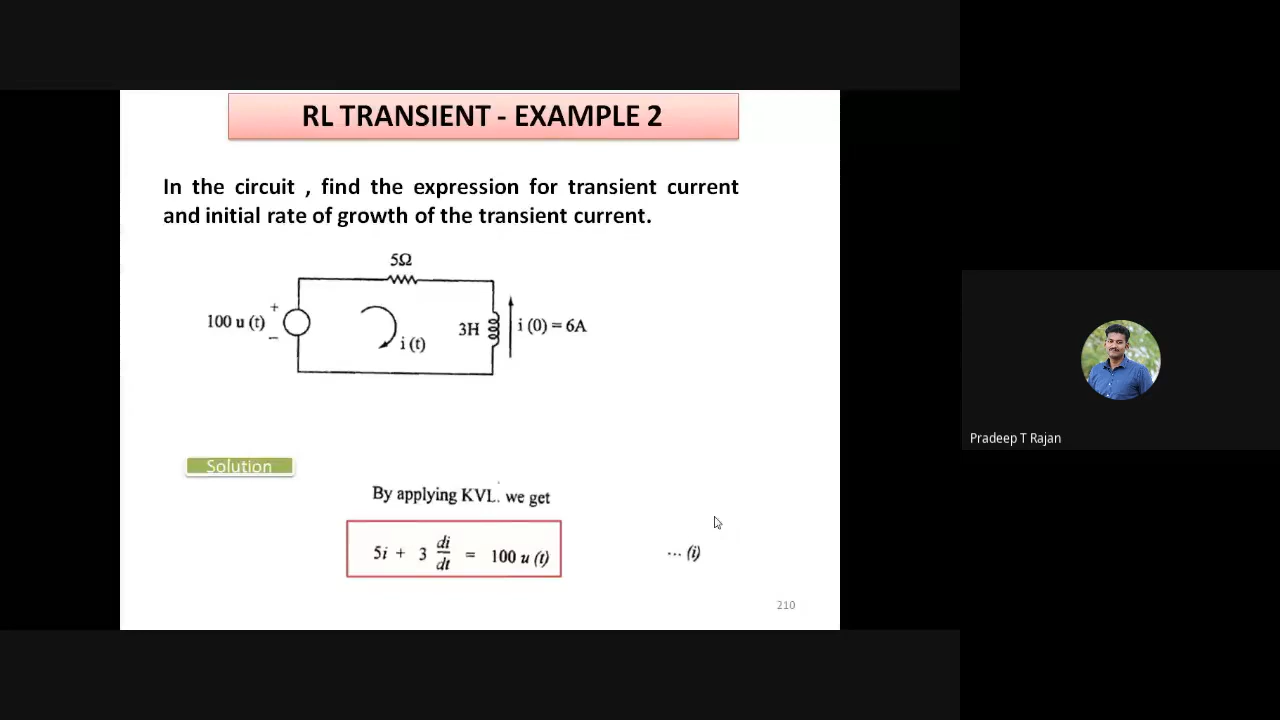 RL TRANSIENT - EXAMPLE 2
In the circuit , find the expression for transient current
and initial rate of growth of the transient current.
5Ω
100 u (t)
+
−
i (t)
3H
i (0) = 6A
Solution
By applying KVL. we get
5i + 3 di/dt = 100 u (t)
... (i)
210
Pradeep T Rajan